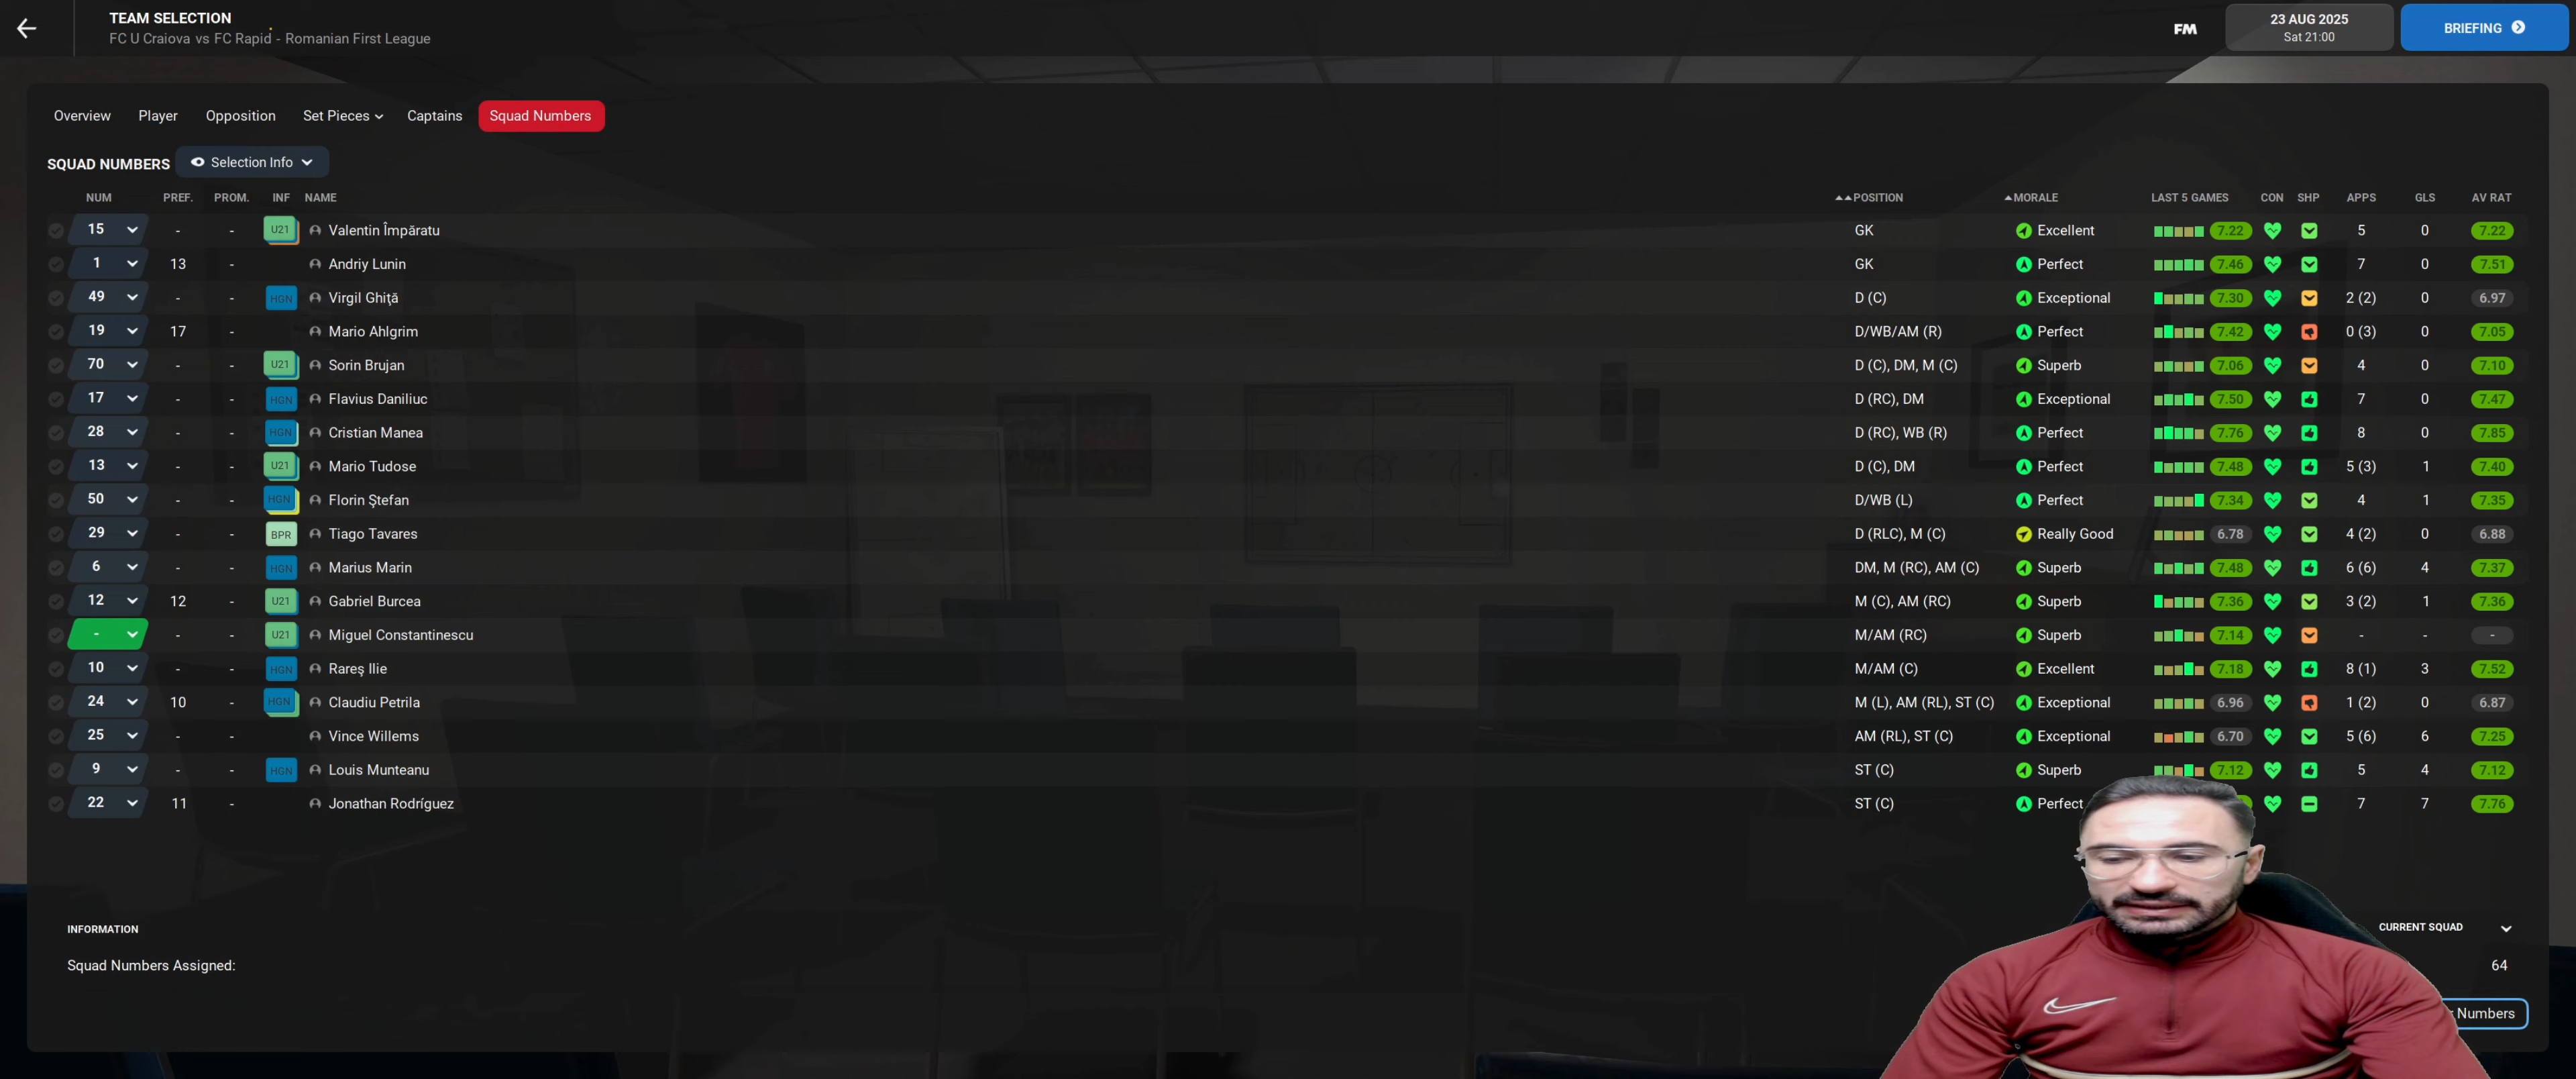 TEAM SELECTION
FC U Craiova vs FC Rapid - Romanian First League
FM
23 AUG 2025
Sat 21:00
BRIEFING
Overview Player Opposition Set Pieces Captains Squad Numbers
SQUAD NUMBERS Selection Info
NUM PREF. PROM. INF NAME POSITION MORALE LAST 5 GAMES CON SHP APPS GLS AV RAT
15 - - U21 Valentin Împăratu GK Excellent 7.22 5 0 7.22
1 13 - Andriy Lunin GK Perfect 7.46 7 0 7.51
49 - - HGN Virgil Ghiță D (C) Exceptional 7.30 2 (2) 0 6.97
19 17 - Mario Ahlgrim D/WB/AM (R) Perfect 7.42 0 (3) 0 7.05
70 - - U21 Sorin Brujan D (C), DM, M (C) Superb 7.06 4 0 7.10
17 - - HGN Flavius Daniliuc D (RC), DM Exceptional 7.50 7 0 7.47
28 - - HGN Cristian Manea D (RC), WB (R) Perfect 7.76 8 0 7.85
13 - - U21 Mario Tudose D (C), DM Perfect 7.48 5 (3) 1 7.40
50 - - HGN Florin Ștefan D/WB (L) Perfect 7.34 4 1 7.35
29 - - BPR Tiago Tavares D (RLC), M (C) Really Good 6.78 4 (2) 0 6.88
6 - - HGN Marius Marin DM, M (RC), AM (C) Superb 7.48 6 (6) 4 7.37
12 12 - U21 Gabriel Burcea M (C), AM (RC) Superb 7.36 3 (2) 1 7.36
- - - U21 Miguel Constantinescu M/AM (RC) Superb 7.14 - - -
10 - - HGN Rareș Ilie M/AM (C) Excellent 7.18 8 (1) 3 7.52
24 10 - HGN Claudiu Petrila M (L), AM (RL), ST (C) Exceptional 6.96 1 (2) 0 6.87
25 - - Vince Willems AM (RL), ST (C) Exceptional 6.70 5 (6) 6 7.25
9 - - HGN Louis Munteanu ST (C) Superb 7.12 5 4 7.12
22 11 - Jonathan Rodríguez ST (C) Perfect 7 7 7.76
INFORMATION
CURRENT SQUAD
Squad Numbers Assigned:
64
Numbers